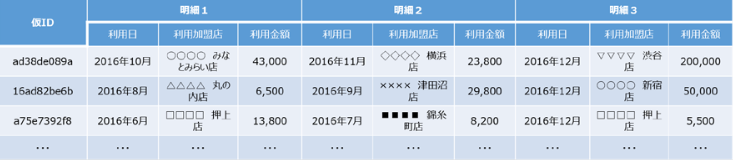 仮ID 明細１ 明細２ 明細３
利用日 利用加盟店 利用金額 利用日 利用加盟店 利用金額 利用日 利用加盟店 利用金額
ad38de089a 2016年10月 ○○○○ みなとみらい店 43,000 2016年11月 ◇◇◇◇ 横浜店 23,800 2016年12月 ▽▽▽▽ 渋谷店 200,000
16ad82be6b 2016年8月 △△△△ 丸の内店 6,500 2016年9月 ×××× 津田沼店 29,800 2016年12月 ○○○○ 新宿店 50,000
a75e7392f8 2016年6月 □□□□ 押上店 13,800 2016年7月 ■■■■ 錦糸町店 8,200 2016年12月 □□□□ 押上店 5,500
... ... ... ... ... ... ... ... ... ...